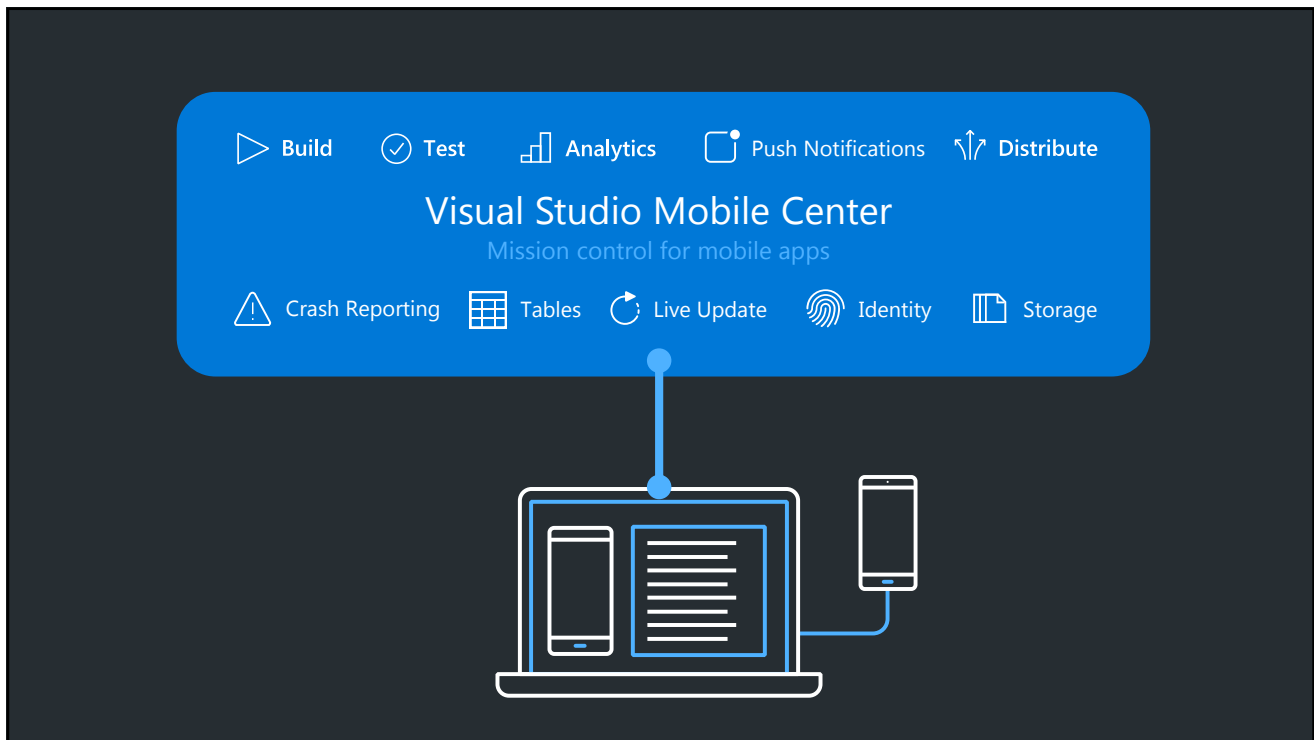 Build Test Analytics Push Notifications Distribute
Visual Studio Mobile Center
Mission control for mobile apps
Crash Reporting Tables Live Update Identity Storage